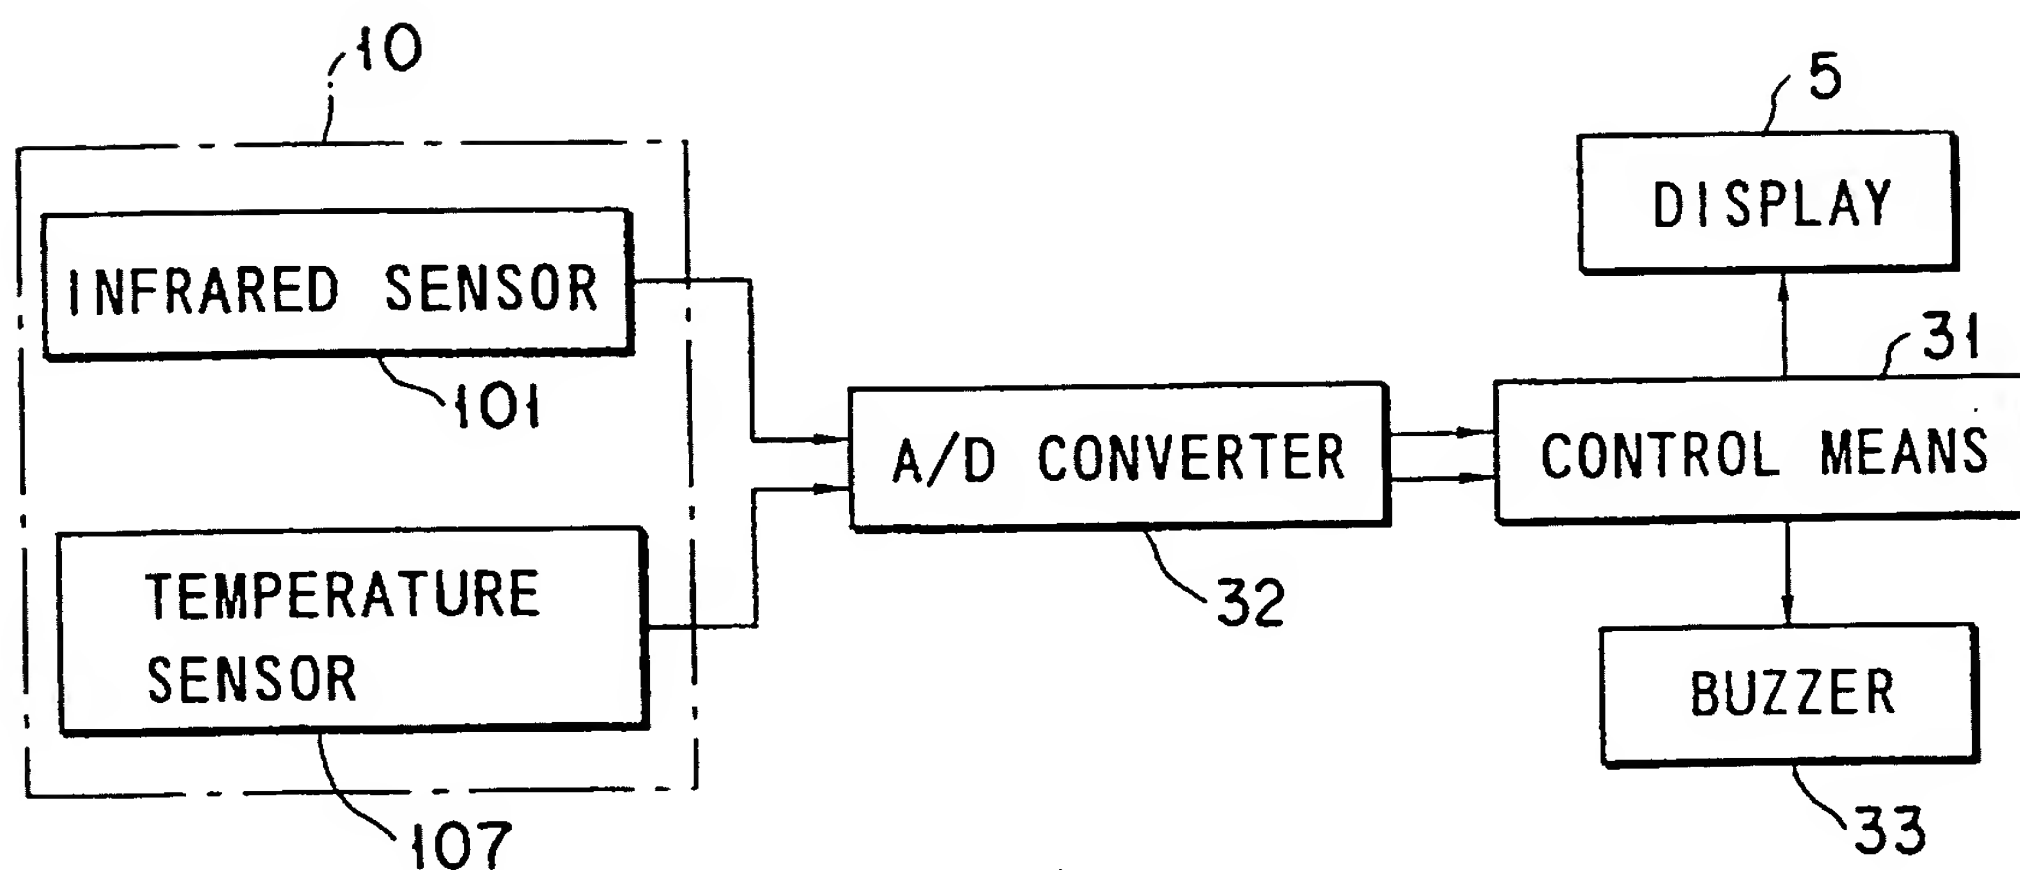 10
5
DISPLAY
INFRARED SENSOR
31
101
A/D CONVERTER
CONTROL MEANS
TEMPERATURE
SENSOR
32
BUZZER
107
33